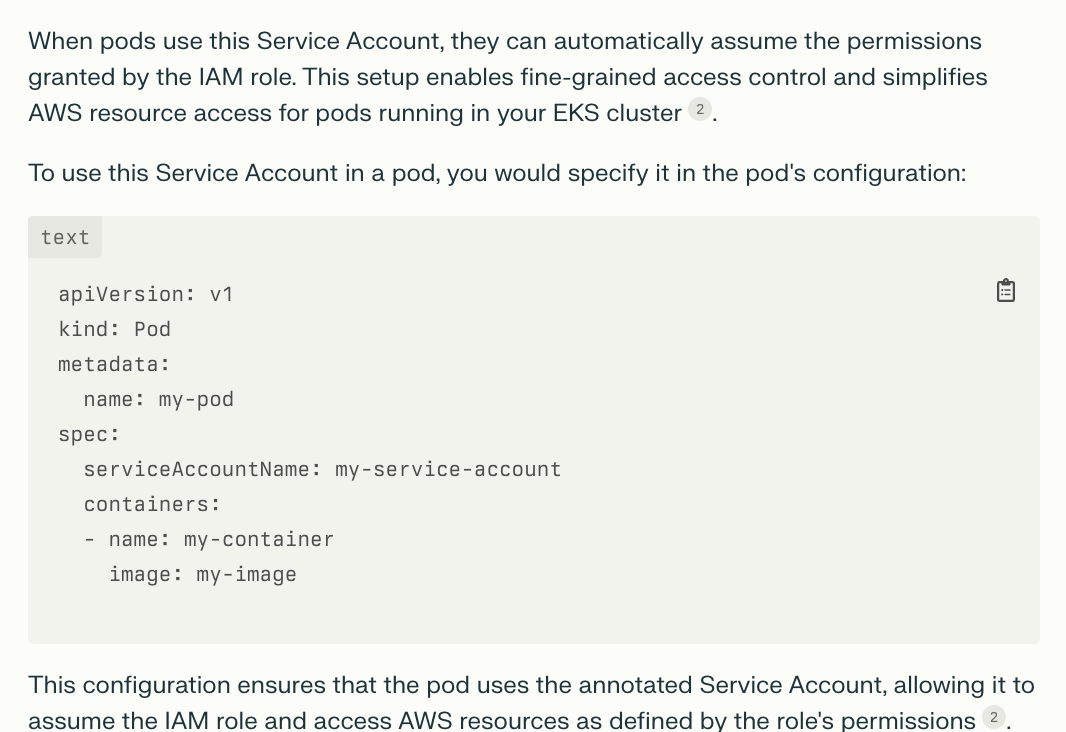 When pods use this Service Account, they can automatically assume the permissions
granted by the IAM role. This setup enables fine-grained access control and simplifies
AWS resource access for pods running in your EKS cluster 2.
To use this Service Account in a pod, you would specify it in the pod's configuration:
text
apiVersion: v1
kind: Pod
metadata:
  name: my-pod
spec:
  serviceAccountName: my-service-account
  containers:
  - name: my-container
    image: my-image
This configuration ensures that the pod uses the annotated Service Account, allowing it to
assume the IAM role and access AWS resources as defined by the role's permissions 2.